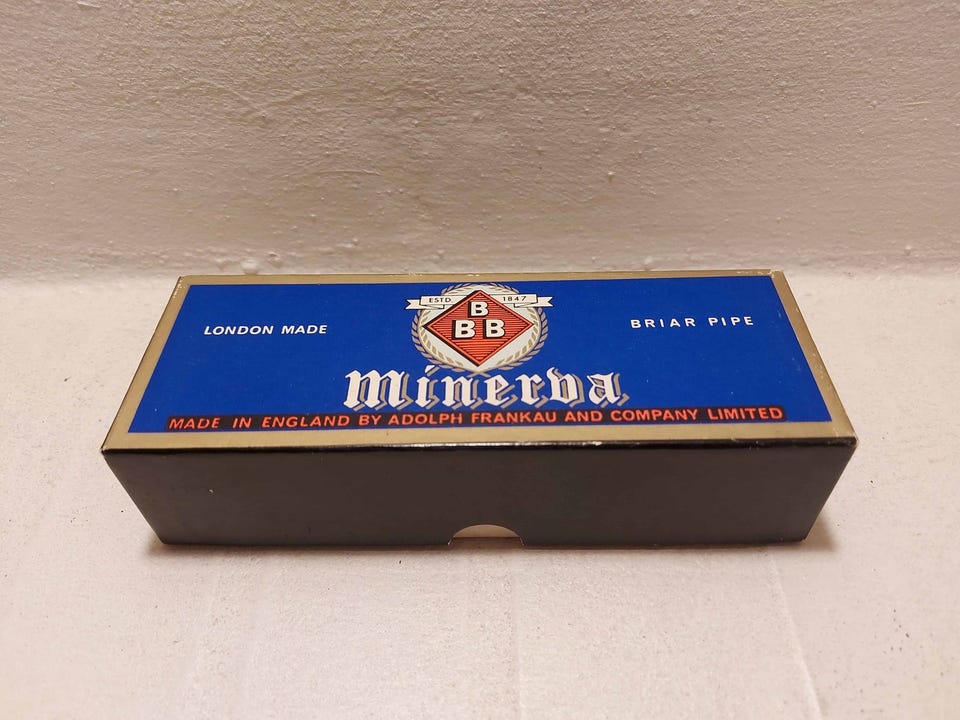 ESTD. 1847
B
BB
LONDON MADE
BRIAR PIPE
Minerva
MADE IN ENGLAND BY ADOLPH FRANKAU AND COMPANY LIMITED